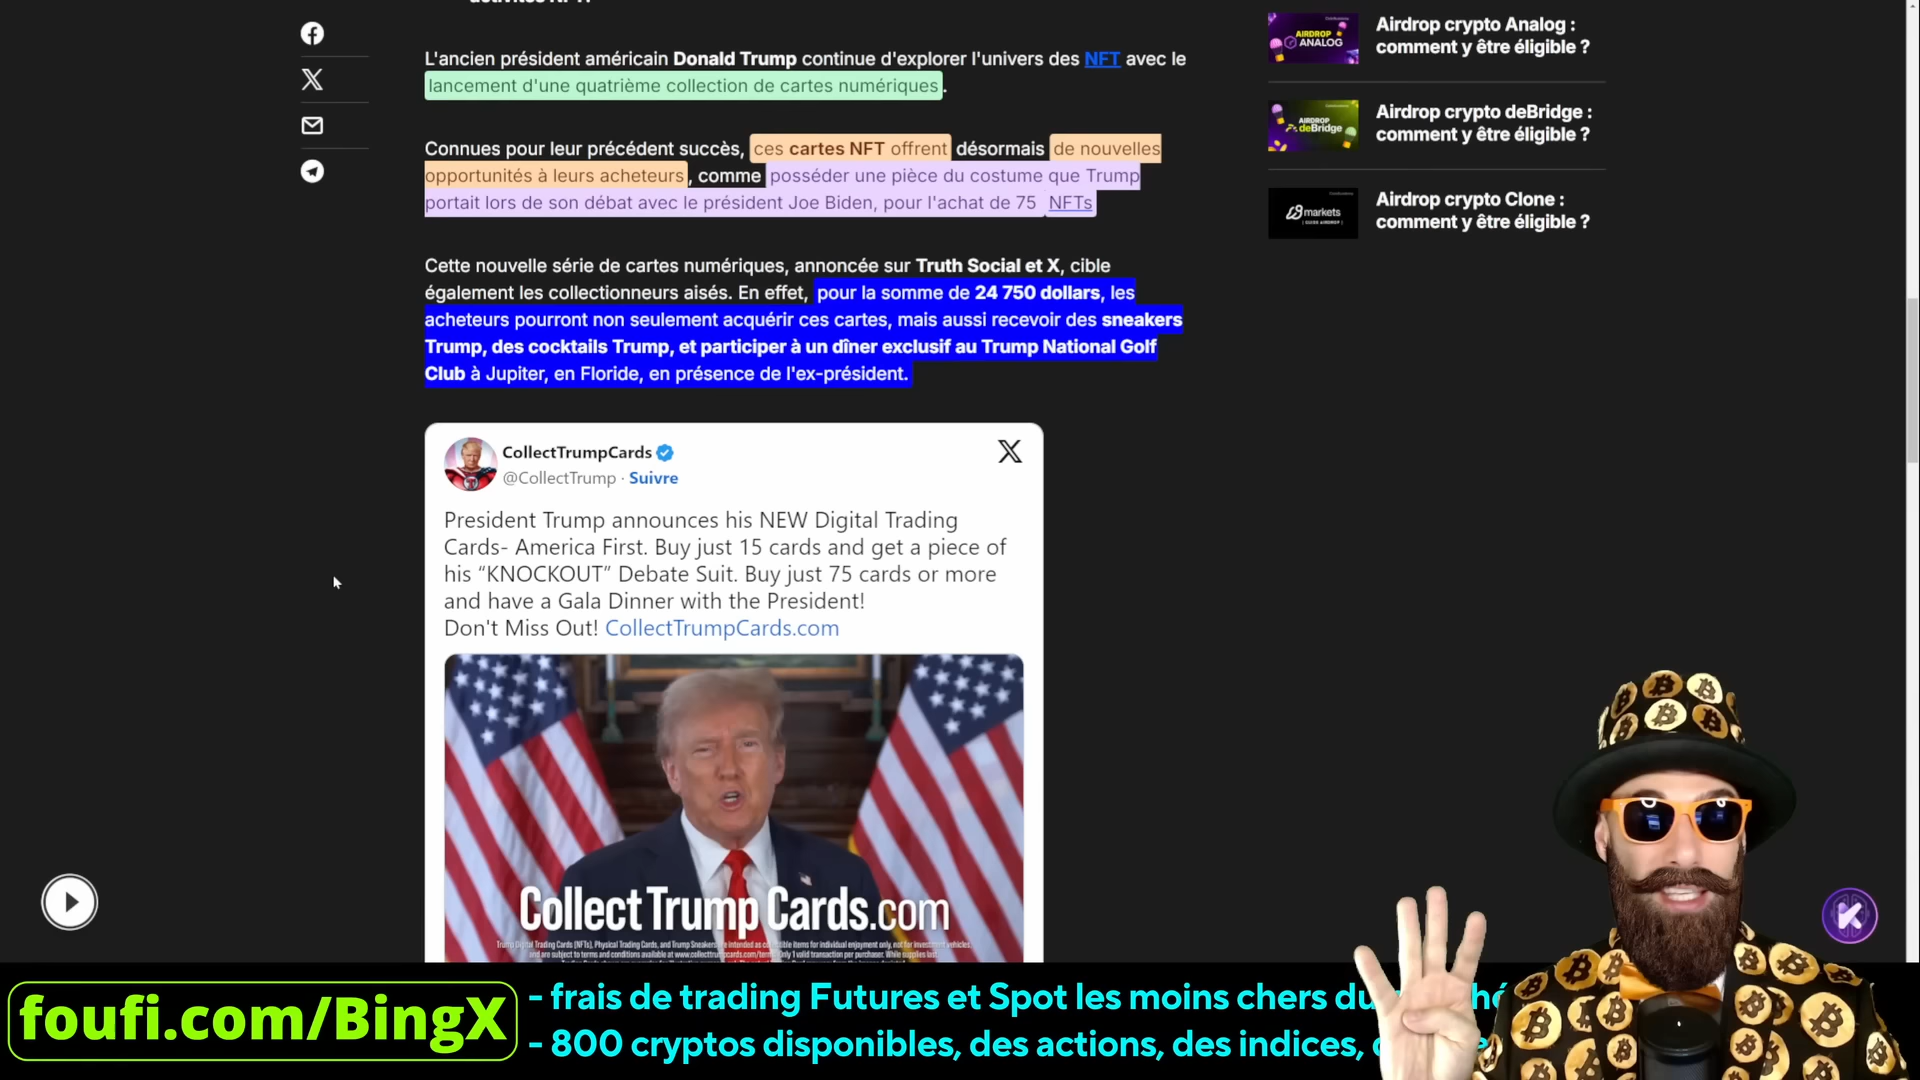 L'ancien président américain Donald Trump continue d'explorer l'univers des NFT avec le
lancement d'une quatrième collection de cartes numériques.
Connues pour leur précédent succès, ces cartes NFT offrent désormais de nouvelles
opportunités à leurs acheteurs, comme posséder une pièce du costume que Trump
portait lors de son débat avec le président Joe Biden, pour l'achat de 75 NFTs
Cette nouvelle série de cartes numériques, annoncée sur Truth Social et X, cible
également les collectionneurs aisés. En effet, pour la somme de 24 750 dollars, les
acheteurs pourront non seulement acquérir ces cartes, mais aussi recevoir des sneakers
Trump, des cocktails Trump, et participer à un dîner exclusif au Trump National Golf
Club à Jupiter, en Floride, en présence de l'ex-président.
CollectTrumpCards
@CollectTrump · Suivre
President Trump announces his NEW Digital Trading
Cards- America First. Buy just 15 cards and get a piece of
his “KNOCKOUT” Debate Suit. Buy just 75 cards or more
and have a Gala Dinner with the President!
Don't Miss Out! CollectTrumpCards.com
Collect Trump Cards.com
AIRDROP
ANALOG
Airdrop crypto Analog :
comment y être éligible ?
AIRDROP
deBridge
Airdrop crypto deBridge :
comment y être éligible ?
markets
Airdrop crypto Clone :
comment y être éligible ?
foufi.com/BingX
- frais de trading Futures et Spot les moins chers
- 800 cryptos disponibles, des actions, des indices,